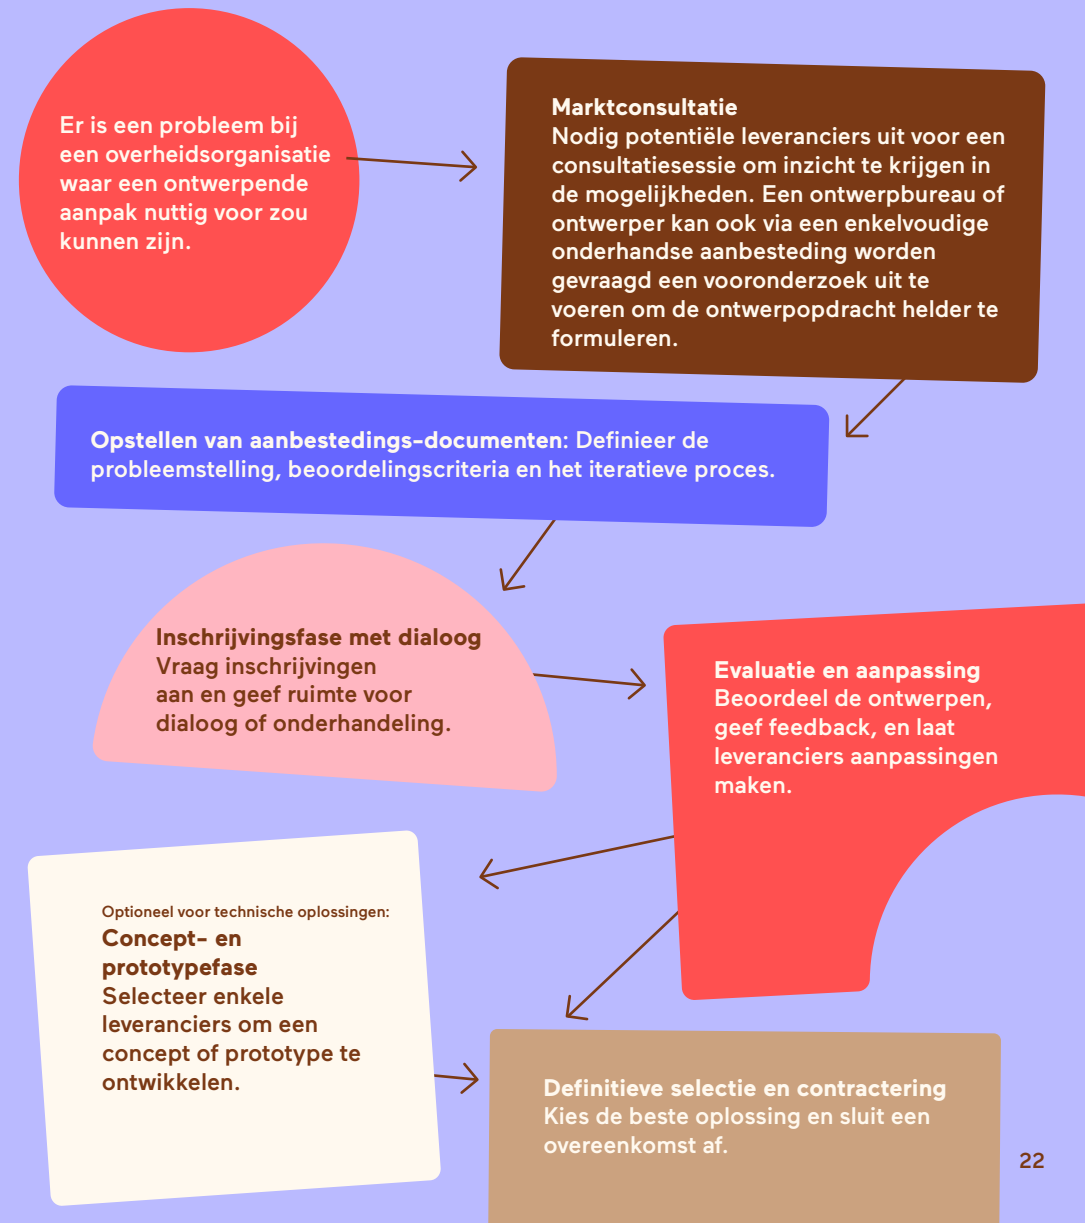 Er is een probleem bij
een overheidsorganisatie
waar een ontwerpende
aanpak nuttig voor zou
kunnen zijn.
Marktconsultatie
Nodig potentiële leveranciers uit voor een
consultatiesessie om inzicht te krijgen in
de mogelijkheden. Een ontwerpbureau of
ontwerper kan ook via een enkelvoudige
onderhandse aanbesteding worden
gevraagd een vooronderzoek uit te
voeren om de ontwerpopdracht helder te
formuleren.
Opstellen van aanbestedings-documenten: Definieer de
probleemstelling, beoordelingscriteria en het iteratieve proces.
Inschrijvingsfase met dialoog
Vraag inschrijvingen
aan en geef ruimte voor
dialoog of onderhandeling.
Evaluatie en aanpassing
Beoordeel de ontwerpen,
geef feedback, en laat
leveranciers aanpassingen
maken.
Optioneel voor technische oplossingen:
Concept- en
prototypefase
Selecteer enkele
leveranciers om een
concept of prototype te
ontwikkelen.
Definitieve selectie en contractering
Kies de beste oplossing en sluit een
overeenkomst af.
22